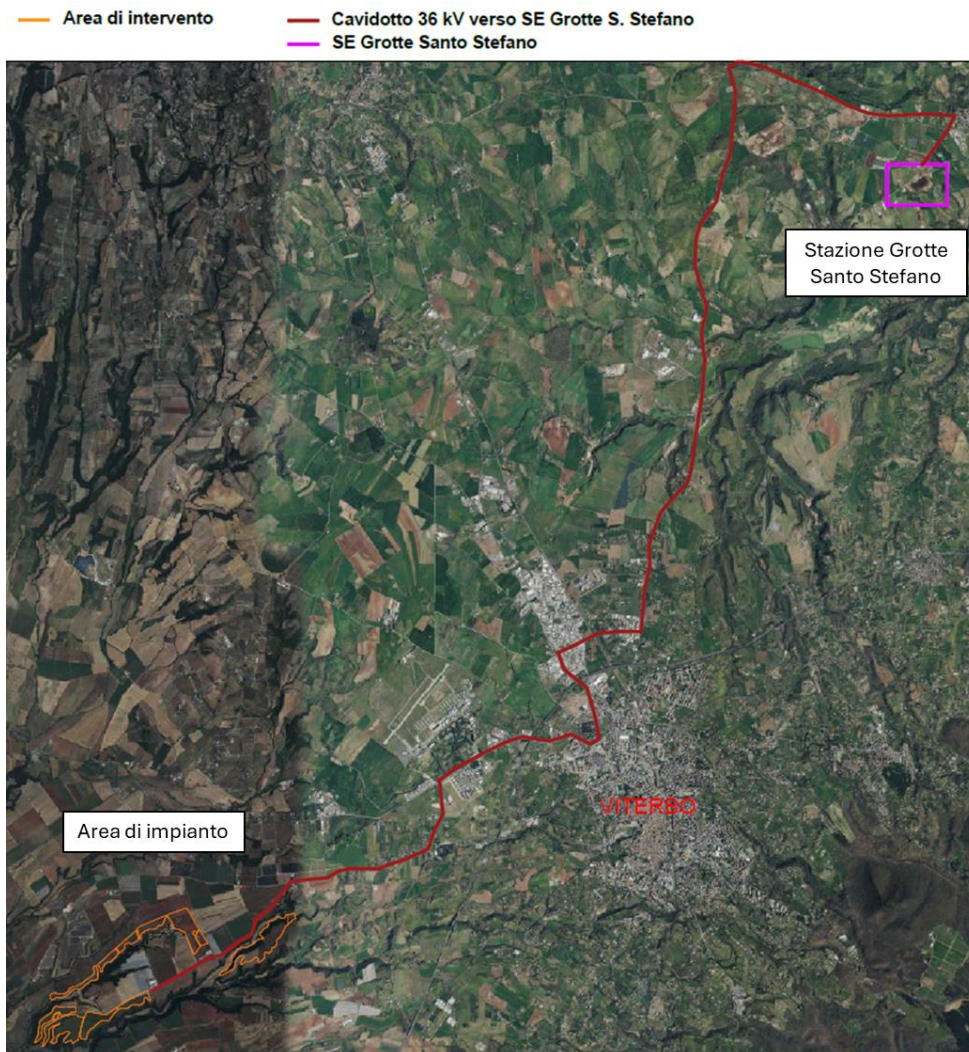 Area di intervento
Cavidotto 36 kV verso SE Grotte S. Stefano
SE Grotte Santo Stefano
Stazione Grotte
Santo Stefano
VITERBO
Area di impianto